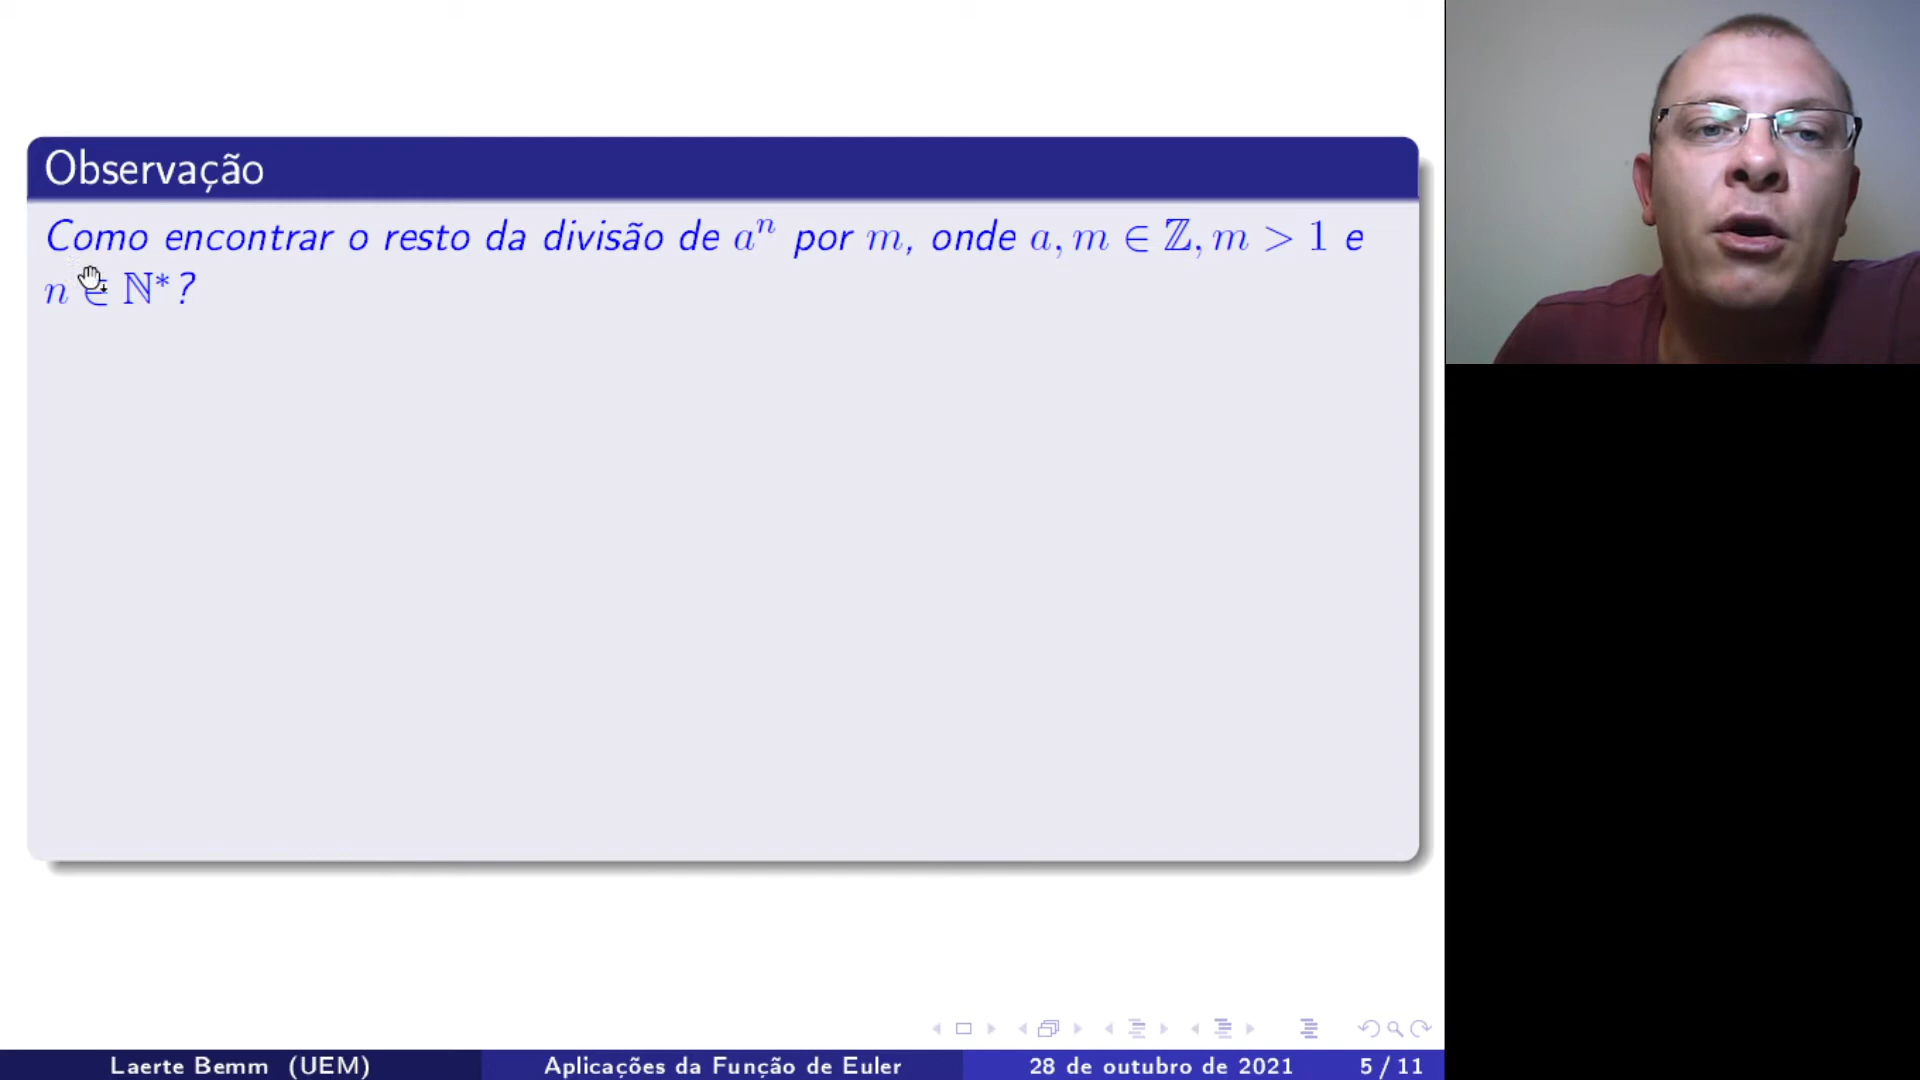 Observação
Como encontrar o resto da divisão de aⁿ por m, onde a, m ∈ ℤ, m > 1 e
n ∈ ℕ*?
Laerte Bemm (UEM) Aplicações da Função de Euler 28 de outubro de 2021 5 / 11